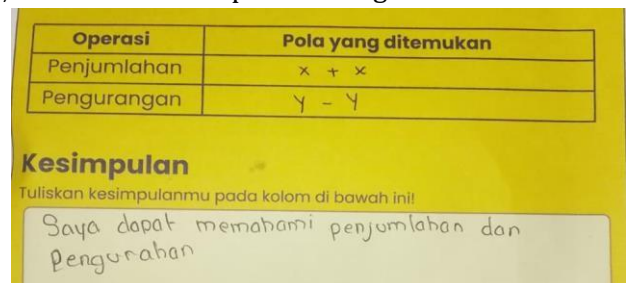 Operasi Pola yang ditemukan
Penjumlahan x + x
Pengurangan y - y
Kesimpulan
Tuliskan kesimpulanmu pada kolom di bawah ini!
Saya dapat memahami penjumlahan dan
Pengurahan